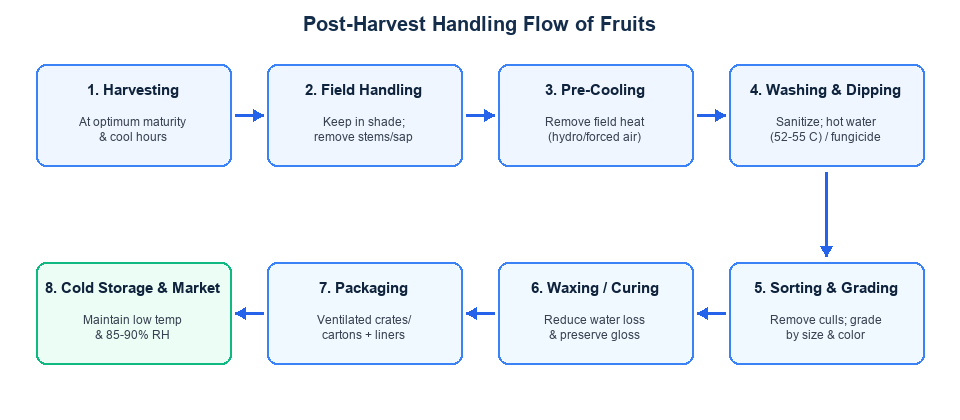 Post-Harvest Handling Flow of Fruits
1. Harvesting
At optimum maturity
& cool hours
2. Field Handling
Keep in shade;
remove stems/sap
3. Pre-Cooling
Remove field heat
(hydro/forced air)
4. Washing & Dipping
Sanitize; hot water
(52-55 C) / fungicide
5. Sorting & Grading
Remove culls; grade
by size & color
6. Waxing / Curing
Reduce water loss
& preserve gloss
7. Packaging
Ventilated crates/
cartons + liners
8. Cold Storage & Market
Maintain low temp
& 85-90% RH